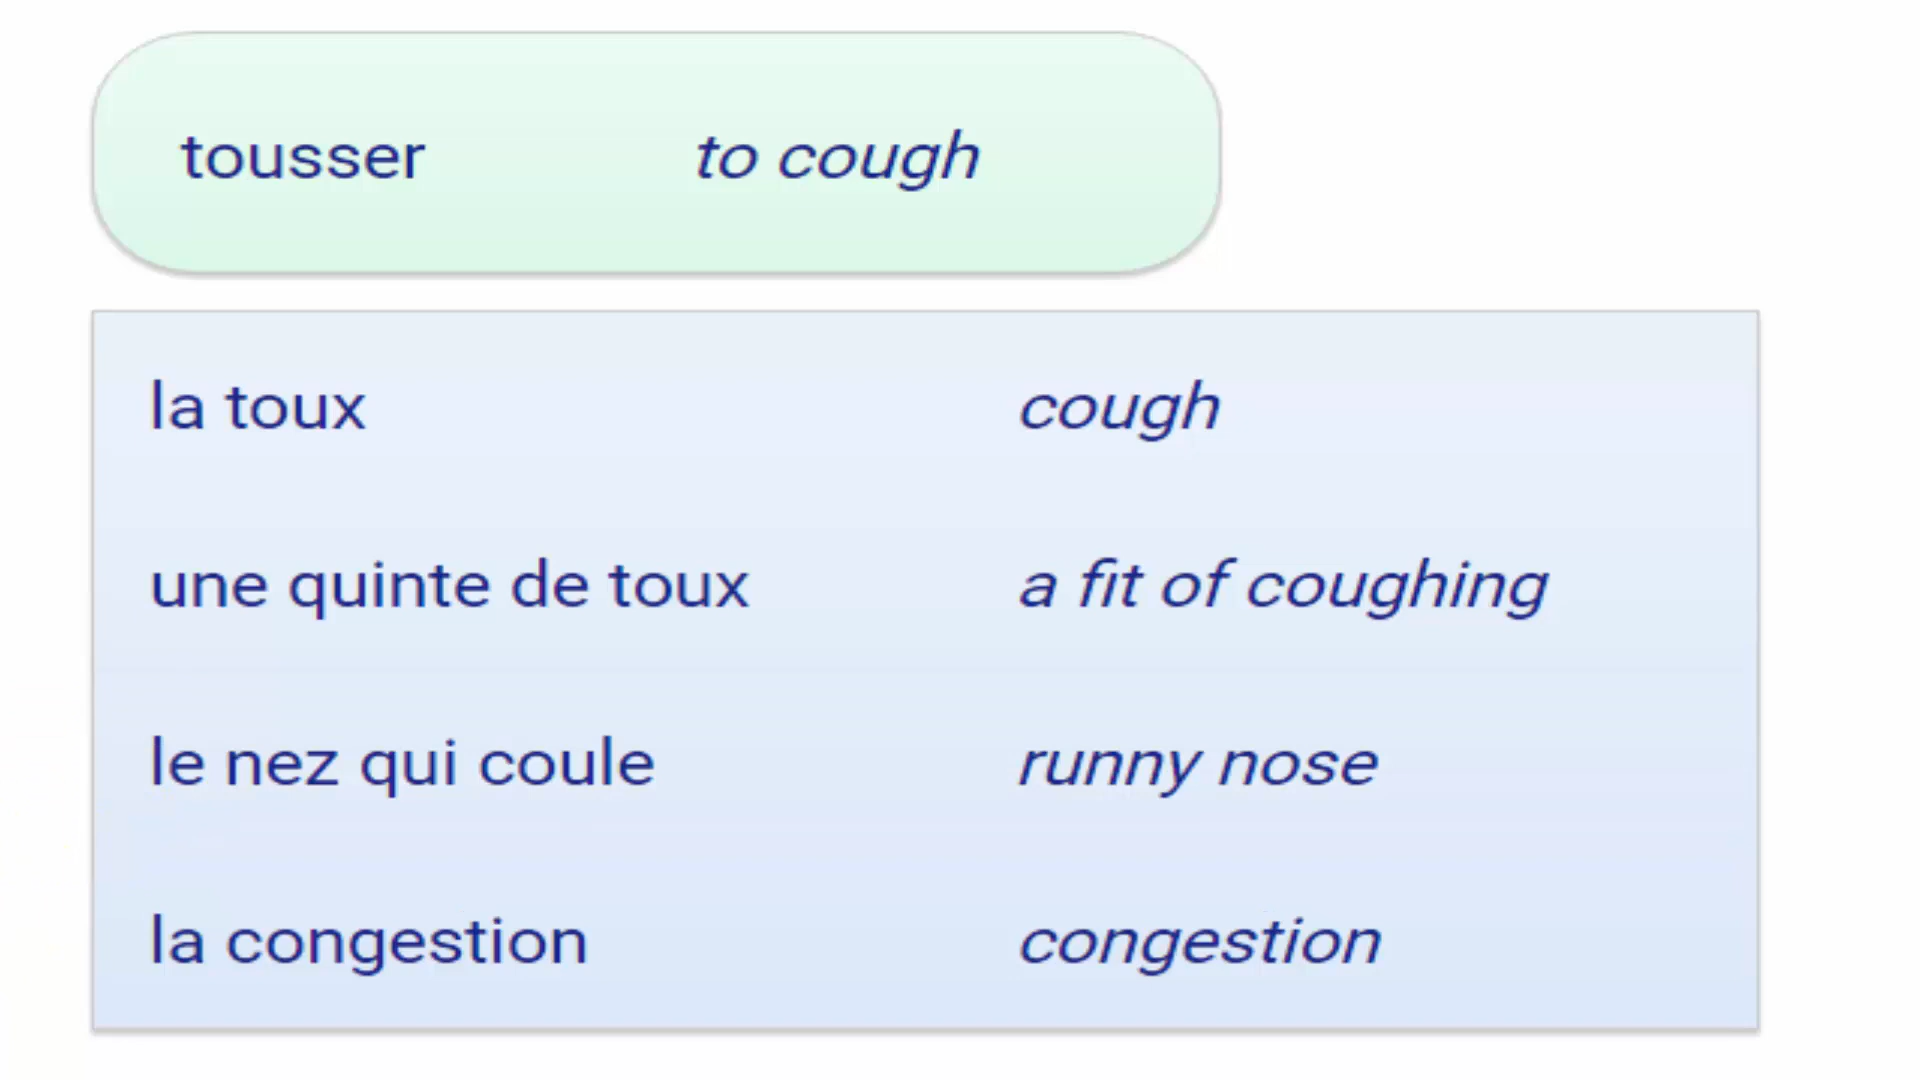 tousser to cough
la toux cough
une quinte de toux a fit of coughing
le nez qui coule runny nose
la congestion congestion